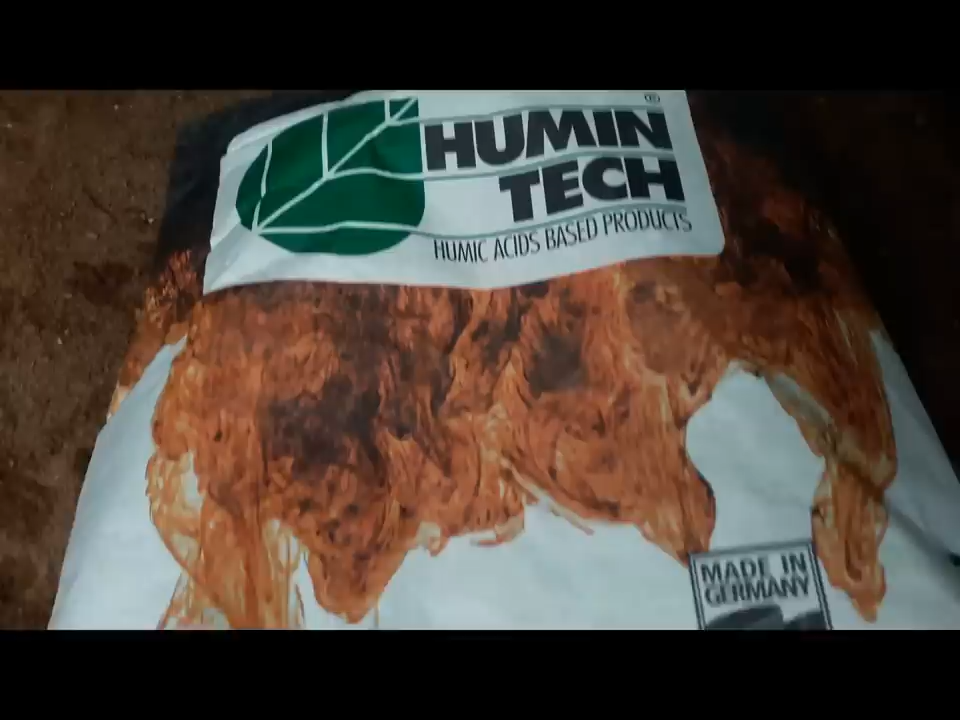 ®
HUMIN
TECH
HUMIC ACIDS BASED PRODUCTS
MADE IN
GERMANY